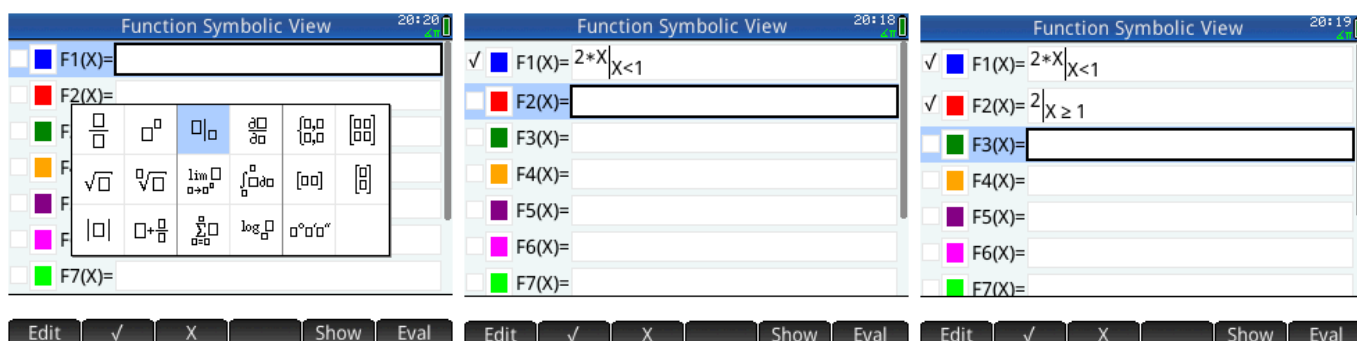 Function Symbolic View 20:20
∡π
F1(X)=
F2(X)=
F
F
F
F
F7(X)=
lim
log
Edit √ X Show Eval
Function Symbolic View 20:18
∡π
√ F1(X)= 2*X|X<1
F2(X)=
F3(X)=
F4(X)=
F5(X)=
F6(X)=
F7(X)=
Edit √ X Show Eval
Function Symbolic View 20:19
∡π
√ F1(X)= 2*X|X<1
√ F2(X)= 2|X ≥ 1
F3(X)=
F4(X)=
F5(X)=
F6(X)=
F7(X)=
Edit √ X Show Eval